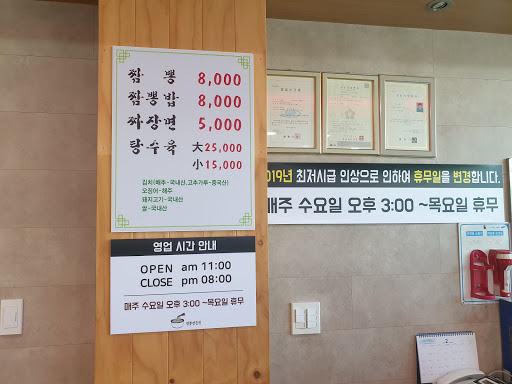 짬 뽕 8,000
짬뽕밥 8,000
짜장면 5,000
탕수육 大 25,000
小 15,000
김치(배추-국내산,고추가루-중국산)
오징어-해주
돼지고기-국내산
쌀-국내산
영업 시간 안내
OPEN am 11:00
CLOSE pm 08:00
매주 수요일 오후 3:00 ~목요일 휴무
2019년 최저시급 인상으로 인하여 휴무일을 변경합니다.
매주 수요일 오후 3:00 ~목요일 휴무